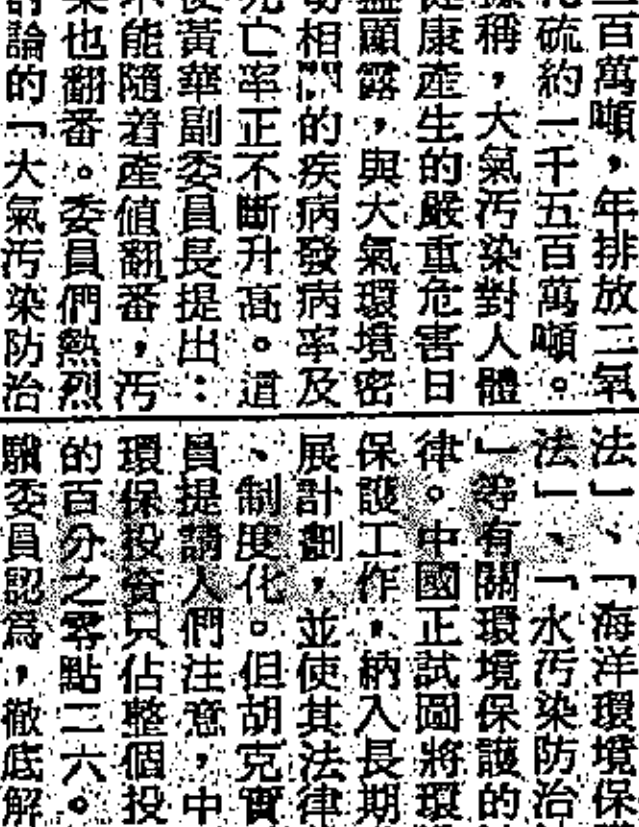 百萬噸,年排放二氧
化硫約一千五百萬噸。
據稱,大氣汚染對人體
健康產生的嚴重危害日
益顯露,與大氣環境密
切相關的疾病發病率及
死亡率正不斷升高。道
後黃華副委員長提出:
不能隨着產值翻番,汚
染也翻番。委員們熱烈
討論的「大氣汚染防治
法」、「海洋環境保
法」、「水汚染防治
」等有關環境保護的
律。中國正試圖將環
保護工作,納入長期
展計劃,並使其法律
、制度化。但胡克實
員提請人們注意,中
環保投資只佔整個投
的百分之零點二六。
委員認爲,徹底解